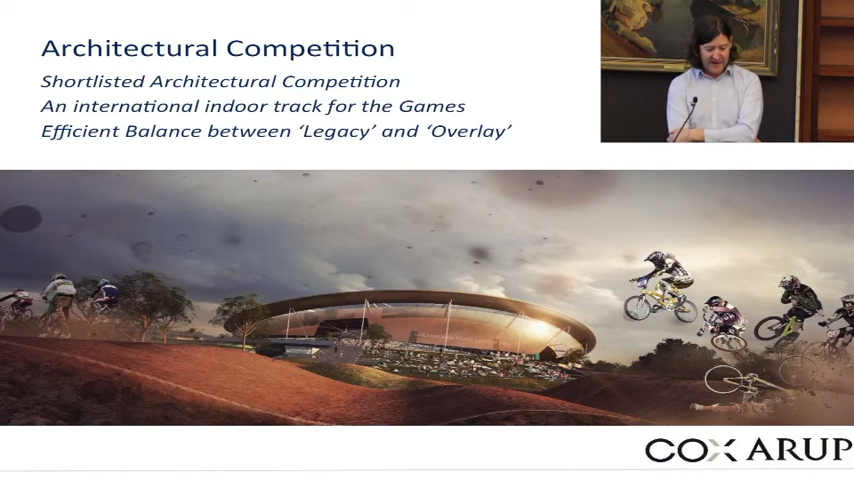 Architectural Competition
Shortlisted Architectural Competition
An international indoor track for the Games
Efficient Balance between ‘Legacy’ and ‘Overlay’
COX ARUP